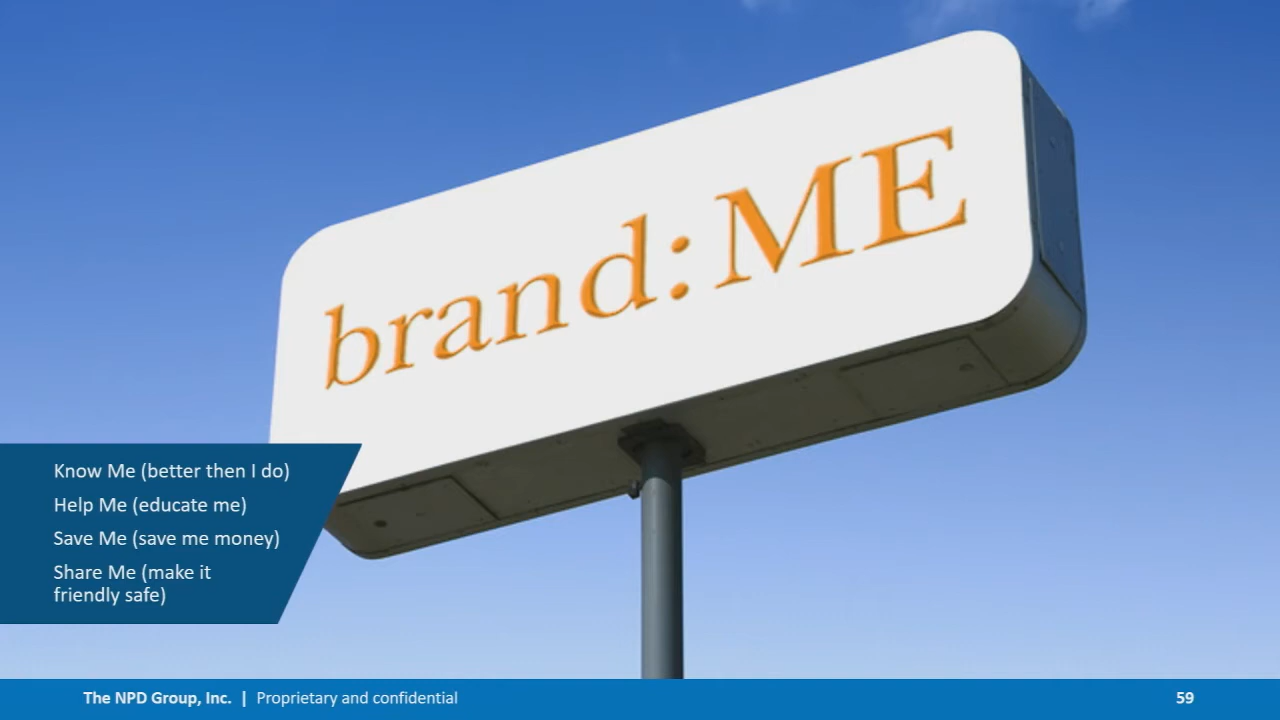 brand:ME
Know Me (better then I do)
Help Me (educate me)
Save Me (save me money)
Share Me (make it
friendly safe)
The NPD Group, Inc. | Proprietary and confidential
59